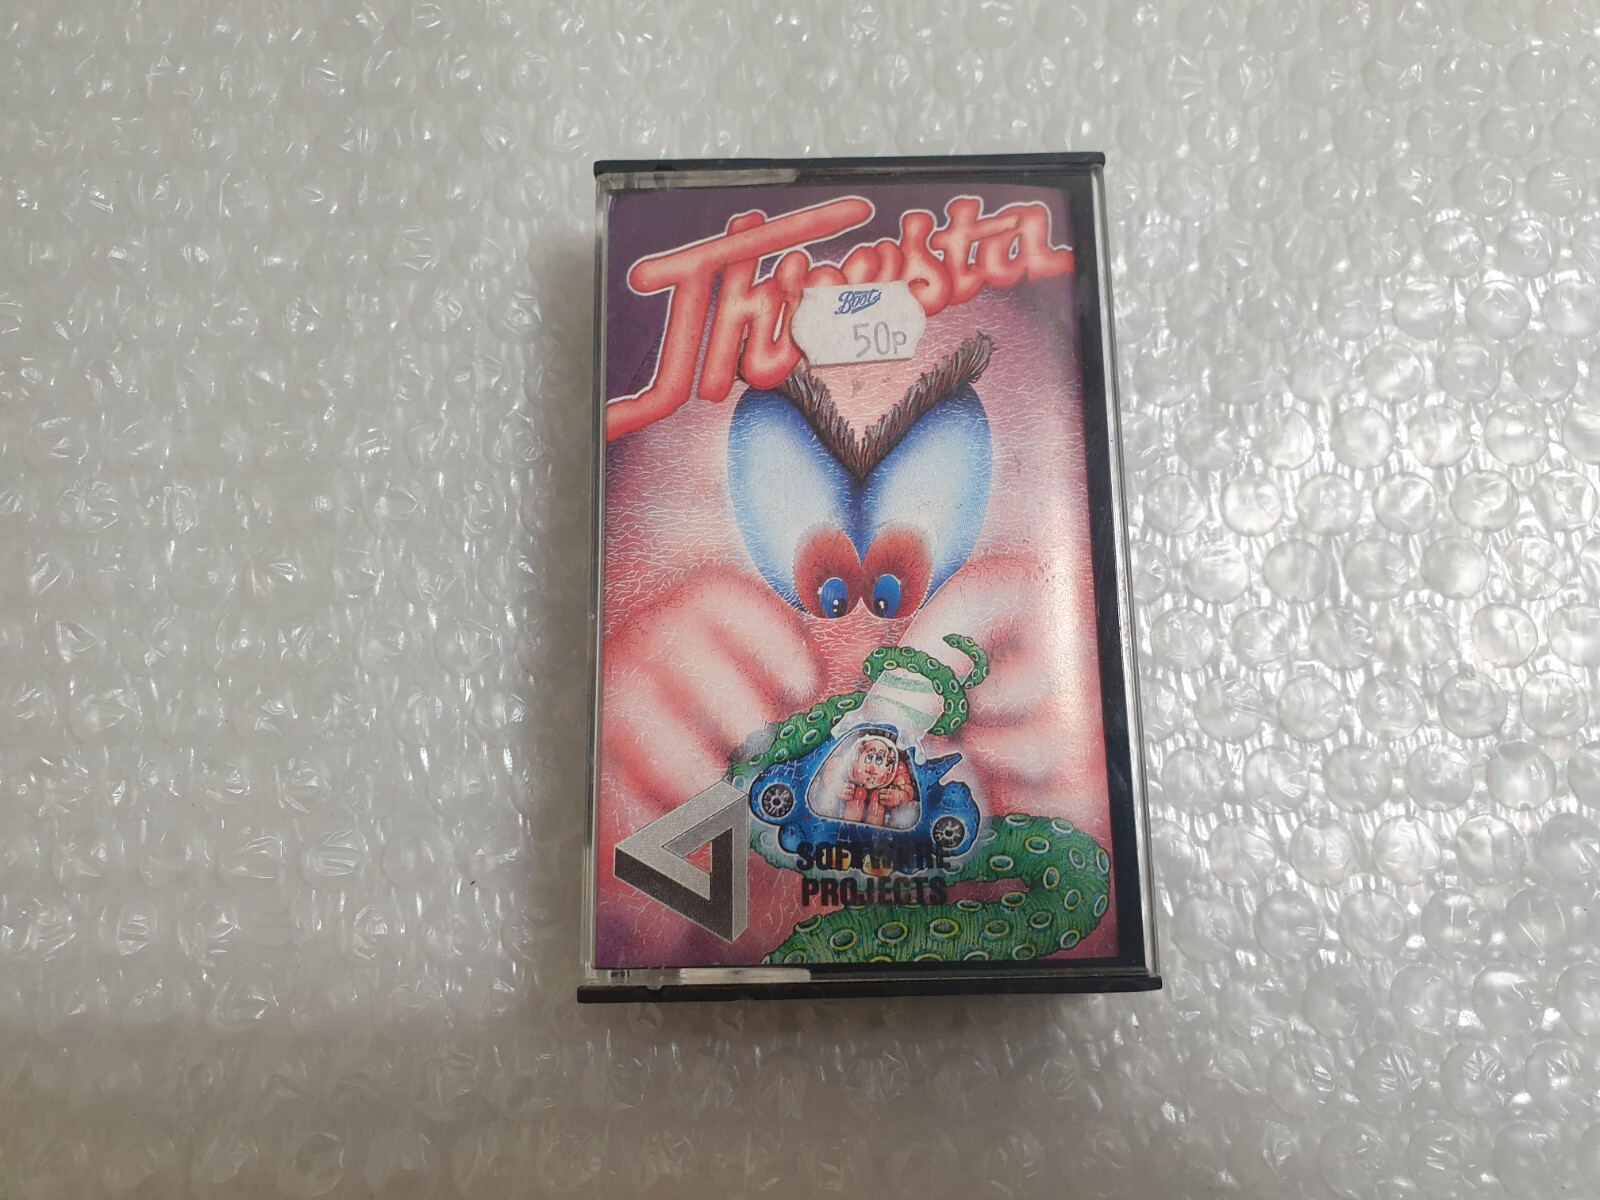 Thrusta
Boots
50p
SOFTWARE
PROJECTS